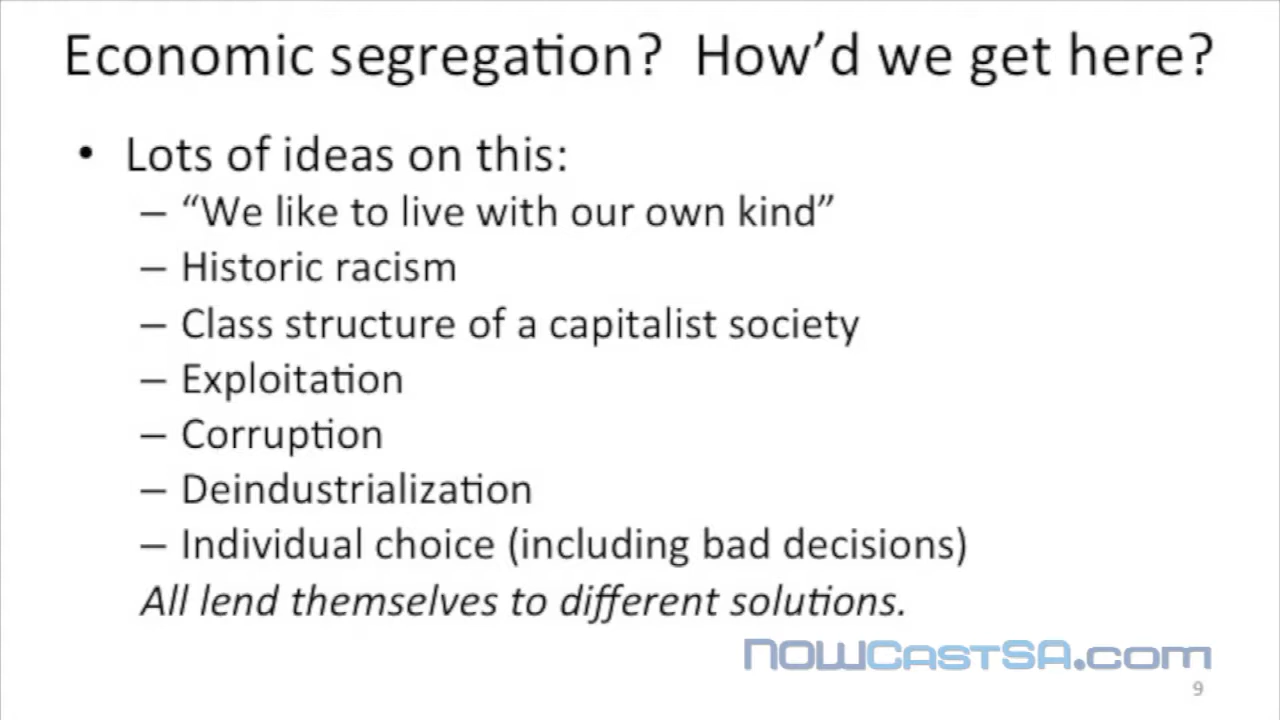 Economic segregation? How’d we get here?
• Lots of ideas on this:
– “We like to live with our own kind”
– Historic racism
– Class structure of a capitalist society
– Exploitation
– Corruption
– Deindustrialization
– Individual choice (including bad decisions)
All lend themselves to different solutions.
NOWCastSA.com
9